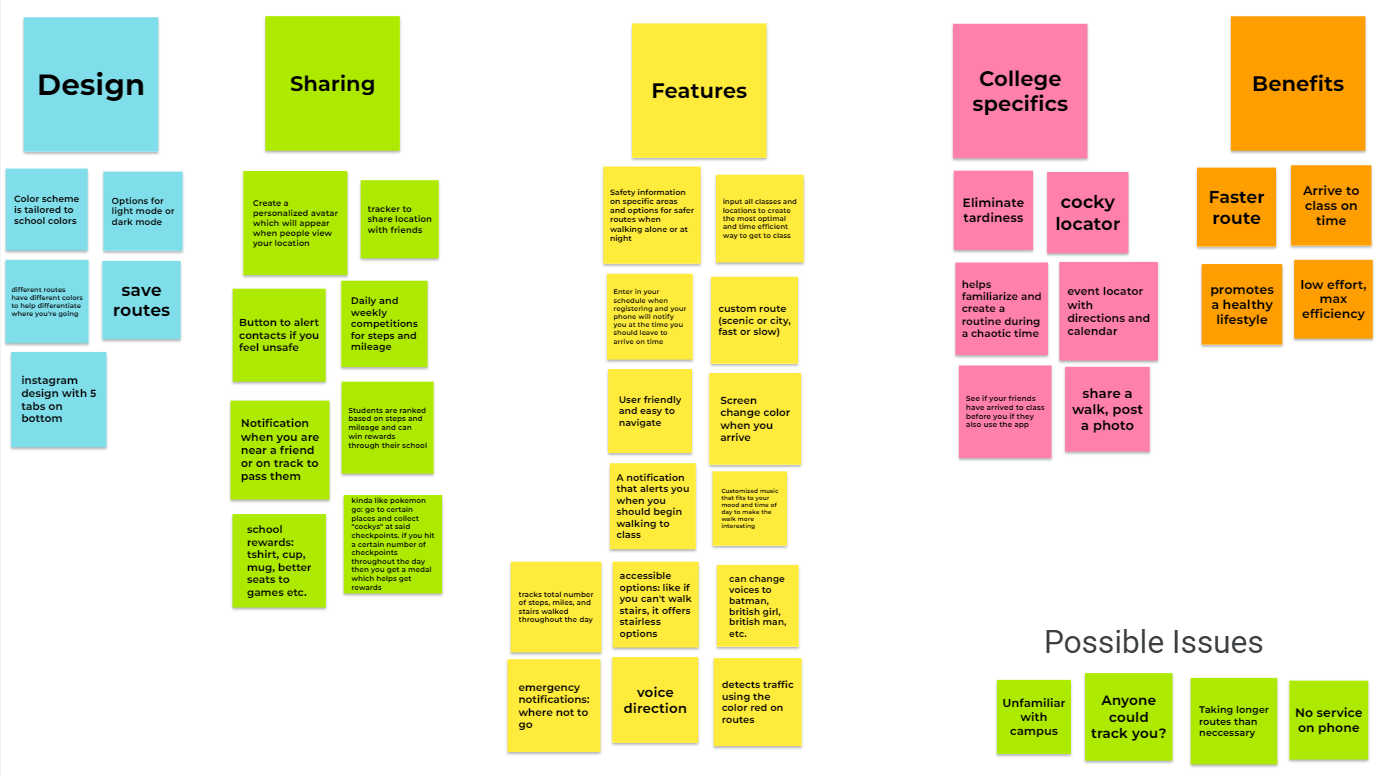 Design
Color scheme
is tailored to
school colors
Options for
light mode or
dark mode
different routes
have different colors
to help differentiate
where you're going
save
routes
instagram
design with 5
tabs on
bottom
Sharing
Create a
personalized avatar
which will appear
when people view
your location
tracker to
share location
with friends
Button to alert
contacts if you
feel unsafe
Daily and
weekly
competitions
for steps and
mileage
Notification
when you are
near a friend
or on track to
pass them
Students are ranked
based on steps and
mileage and can
win rewards
through their school
school
rewards:
tshirt, cup,
mug, better
seats to
games etc.
kinda like pokemon
go: go to certain
places and collect
"cockys" at said
checkpoints. if you hit
a certain number of
checkpoints
throughout the day
then you get a medal
which helps get
rewards
Features
Safety information
on specific areas
and options for safer
routes when
walking alone or at
night
input all classes and
locations to create
the most optimal
and time efficient
way to get to class
Enter in your
schedule when
registering and your
phone will notify
you at the time you
should leave to
arrive on time
custom route
(scenic or city,
fast or slow)
User friendly
and easy to
navigate
Screen
change color
when you
arrive
A notification
that alerts you
when you
should begin
walking to
class
Customized music
that fits to your
mood and time of
day to make the
walk more
interesting
tracks total number
of steps, miles, and
stairs walked
throughout the day
accessible
options: like if
you can't walk
stairs, it offers
stairless
options
can change
voices to
batman,
british girl,
british man,
etc.
emergency
notifications:
where not to
go
voice
direction
detects traffic
using the
color red on
routes
College
specifics
Eliminate
tardiness
cocky
locator
helps
familiarize and
create a
routine during
a chaotic time
event locator
with
directions and
calendar
See if your friends
have arrived to class
before you if they
also use the app
share a
walk, post
a photo
Benefits
Faster
route
Arrive to
class on
time
promotes
a healthy
lifestyle
low effort,
max
efficiency
Possible Issues
Unfamiliar
with
campus
Anyone
could
track you?
Taking longer
routes than
neccessary
No service
on phone